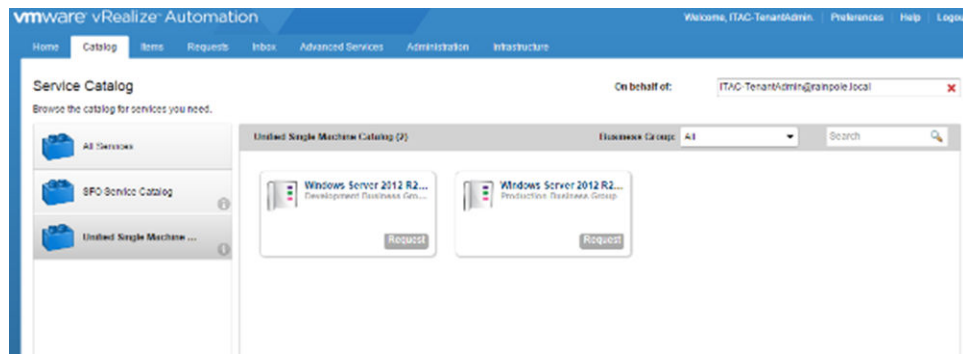 vmware vRealize Automation
Welcome, ITAC-TenantAdmin. Preferences Help Logou
Home Catalog Items Requests Inbox Advanced Services Administration Infrastructure
Service Catalog
On behalf of: ITAC-TenantAdmin@rainpole.local
Browse the catalog for services you need.
All Services
Unified Single Machine Catalog (2)
Business Group: All
Search
SFO Service Catalog
Unified Single Machine ...
Windows Server 2012 R2...
Development Business Gro...
Request
Windows Server 2012 R2...
Production Business Group
Request